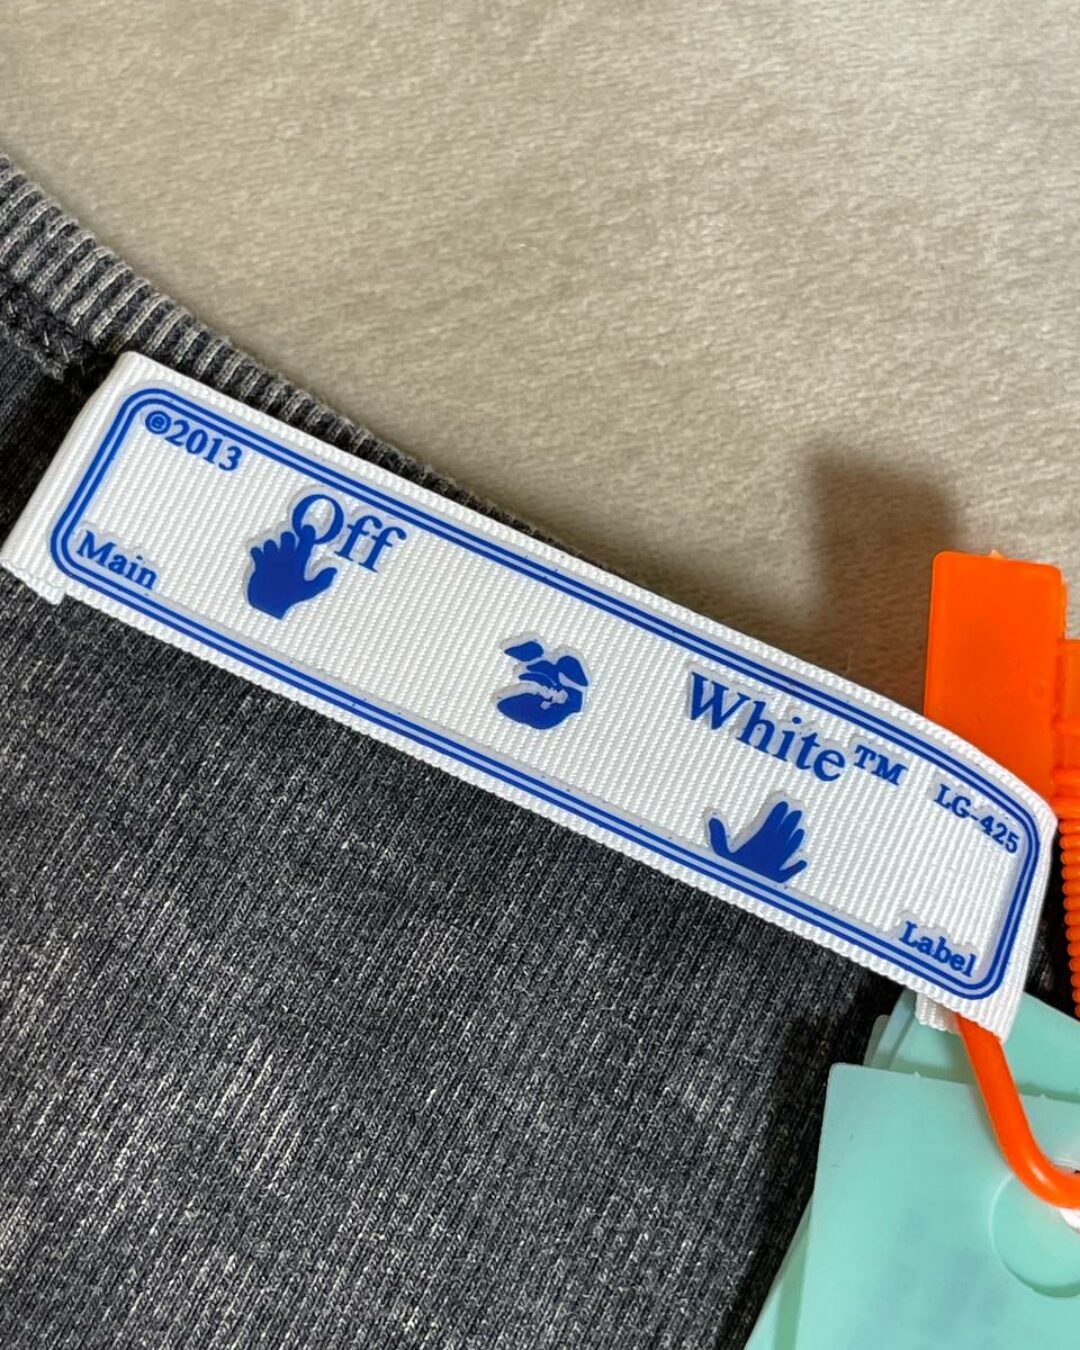 ©2013
Off
White™
LG-425
Main
Label